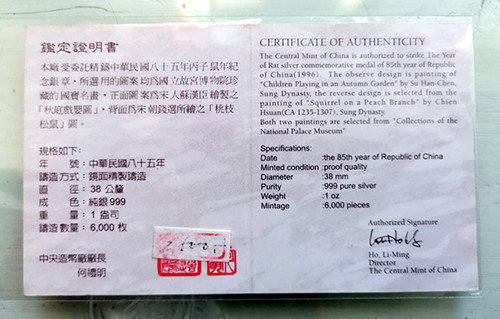 鑑定證明書
本廠受委託精鑄中華民國八十五年丙子鼠年紀
念銀章，所選用的圖案均為國立故宮博物院珍
藏的國寶名畫，正面圖案為宋人蘇漢臣繪製之
「秋庭戲嬰圖」，背面為宋朝錢選所繪之「桃枝
松鼠」圖。
規格如下:
年　　號：中華民國八十五年
鑄造方式：鏡面精製鑄造
直　　徑：38 公釐
成　　色：純銀999
重　　量：1 盎司
鑄造數量：6,000 枚
中央造幣廠廠長
何禮明
CERTIFICATE OF AUTHENTICITY
The Central Mint of China is authorized to strike The Year
of Rat silver commemorative medal of 85th year of Republic
of China(1996). The observe design is painting of
"Children Playing in an Autumn Garden" by Su Han-Chen,
Sung Dynasty, the reverse design is selected from the
painting of "Squirrel on a Peach Branch" by Chien
Hsuan(CA 1235-1307), Sung Dynasty.
Both two paintings are selected from "Collections of the
National Palace Museum"
Specifications:
Date :the 85th year of Republic of China
Minted condition :proof quality
Diameter : 38 mm
Purity : 999 pure silver
Weight : 1 oz
Mintage : 6,000 pieces
Authorized Signature
Ho, Li-Ming
Director
The Central Mint of China